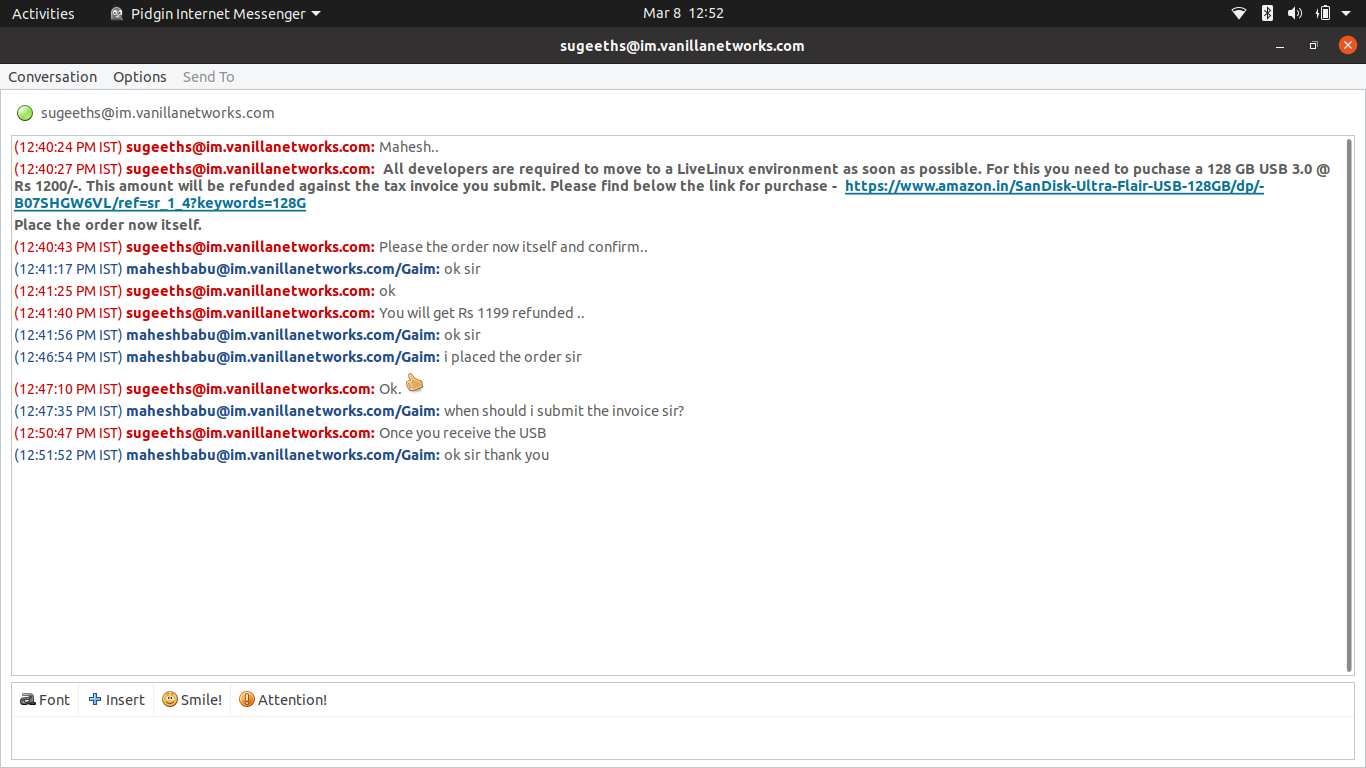 Activities Pidgin Internet Messenger Mar 8 12:52
sugeeths@im.vanillanetworks.com
Conversation Options Send To
sugeeths@im.vanillanetworks.com
(12:40:24 PM IST) sugeeths@im.vanillanetworks.com: Mahesh..
(12:40:27 PM IST) sugeeths@im.vanillanetworks.com: All developers are required to move to a LiveLinux environment as soon as possible. For this you need to puchase a 128 GB USB 3.0 @
Rs 1200/-. This amount will be refunded against the tax invoice you submit. Please find below the link for purchase - https://www.amazon.in/SanDisk-Ultra-Flair-USB-128GB/dp/-
B07SHGW6VL/ref=sr_1_4?keywords=128G
Place the order now itself.
(12:40:43 PM IST) sugeeths@im.vanillanetworks.com: Please the order now itself and confirm..
(12:41:17 PM IST) maheshbabu@im.vanillanetworks.com/Gaim: ok sir
(12:41:25 PM IST) sugeeths@im.vanillanetworks.com: ok
(12:41:40 PM IST) sugeeths@im.vanillanetworks.com: You will get Rs 1199 refunded ..
(12:41:56 PM IST) maheshbabu@im.vanillanetworks.com/Gaim: ok sir
(12:46:54 PM IST) maheshbabu@im.vanillanetworks.com/Gaim: i placed the order sir
(12:47:10 PM IST) sugeeths@im.vanillanetworks.com: Ok.
(12:47:35 PM IST) maheshbabu@im.vanillanetworks.com/Gaim: when should i submit the invoice sir?
(12:50:47 PM IST) sugeeths@im.vanillanetworks.com: Once you receive the USB
(12:51:52 PM IST) maheshbabu@im.vanillanetworks.com/Gaim: ok sir thank you
Font Insert Smile! Attention!